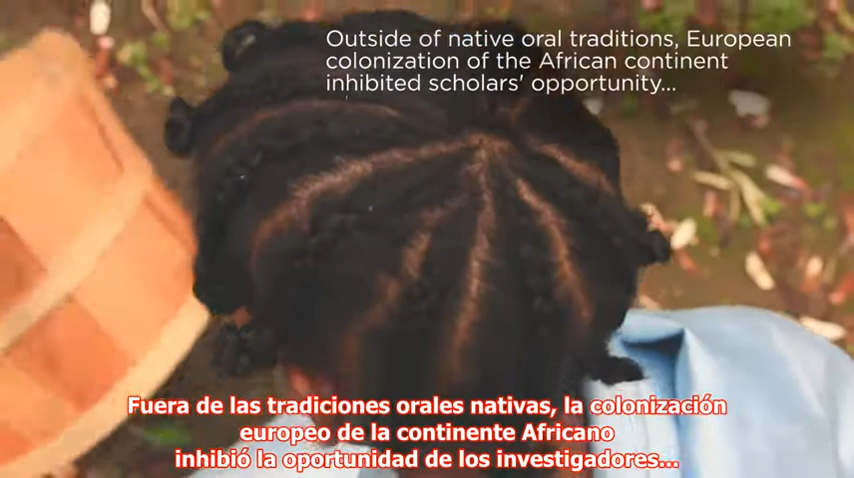 Outside of native oral traditions, European
colonization of the African continent
inhibited scholars' opportunity...
Fuera de las tradiciones orales nativas, la colonización
europeo de la continente Africano
inhibió la oportunidad de los investigadores...